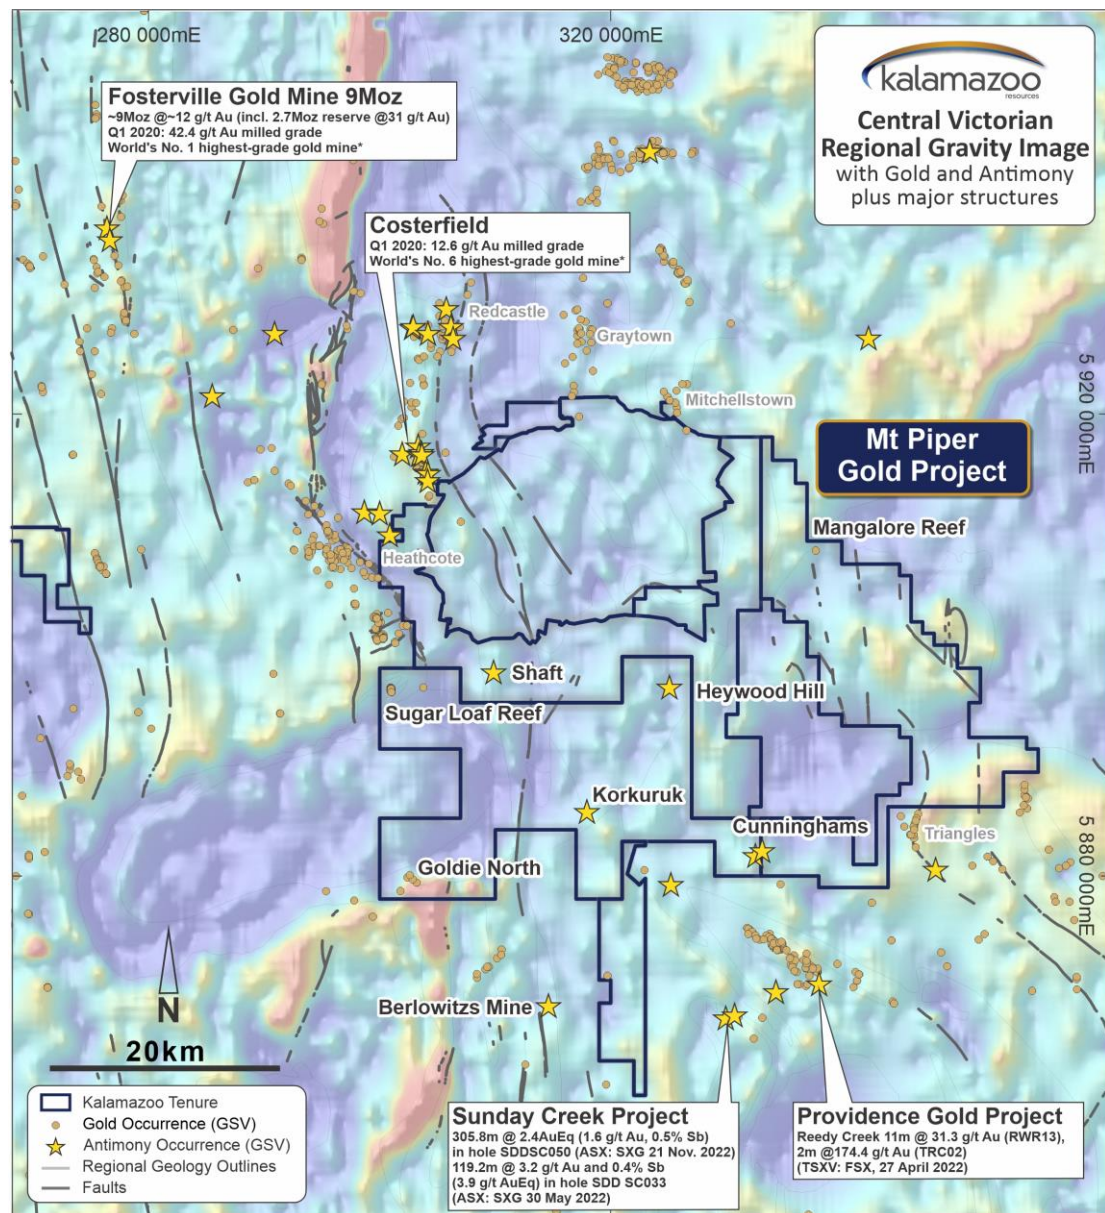 280 000mE
320 000mE
kalamazoo
resources
Central Victorian
Regional Gravity Image
with Gold and Antimony
plus major structures
Fosterville Gold Mine 9Moz
~9Moz @~12 g/t Au (incl. 2.7Moz reserve @31 g/t Au)
Q1 2020: 42.4 g/t Au milled grade
World's No. 1 highest-grade gold mine*
Costerfield
Q1 2020: 12.6 g/t Au milled grade
World's No. 6 highest-grade gold mine*
Redcastle
Graytown
Mitchellstown
5 920 000mE
Mt Piper
Gold Project
Mangalore Reef
Heathcote
Shaft
Heywood Hill
Sugar Loaf Reef
Korkuruk
Cunninghams
Triangles
Goldie North
5 880 000mE
Berlowitzs Mine
N
20km
Kalamazoo Tenure
Gold Occurrence (GSV)
Antimony Occurrence (GSV)
Regional Geology Outlines
Faults
Sunday Creek Project
305.8m @ 2.4AuEq (1.6 g/t Au, 0.5% Sb)
in hole SDDSC050 (ASX: SXG 21 Nov. 2022)
119.2m @ 3.2 g/t Au and 0.4% Sb
(3.9 g/t AuEq) in hole SDD SC033
(ASX: SXG 30 May 2022)
Providence Gold Project
Reedy Creek 11m @ 31.3 g/t Au (RWR13),
2m @174.4 g/t Au (TRC02)
(TSXV: FSX, 27 April 2022)